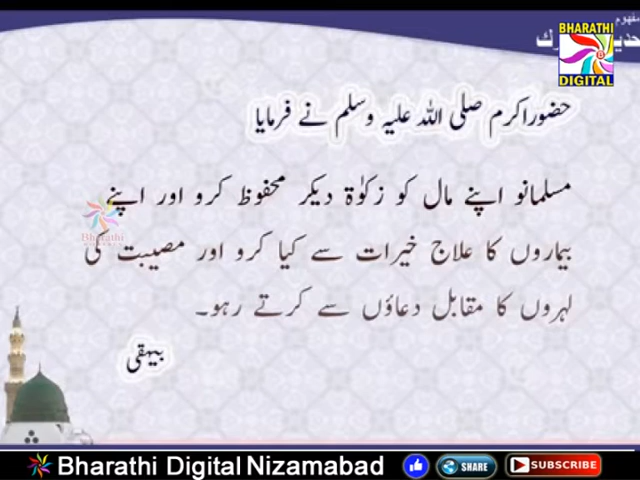 مفہوم
BHARATHI
DIGITAL
حضور اکرم صلی اللہ علیہ وسلم نے فرمایا
مسلمانو اپنے مال کو زکوٰۃ دیکر محفوظ کرو اور اپنے
بیماروں کا علاج خیرات سے کیا کرو اور مصیبت کی
لہروں کا مقابل دعاؤں سے کرتے رہو۔
بیہقی
Bharathi
Bharathi Digital Nizamabad
SHARE
SUBSCRIBE